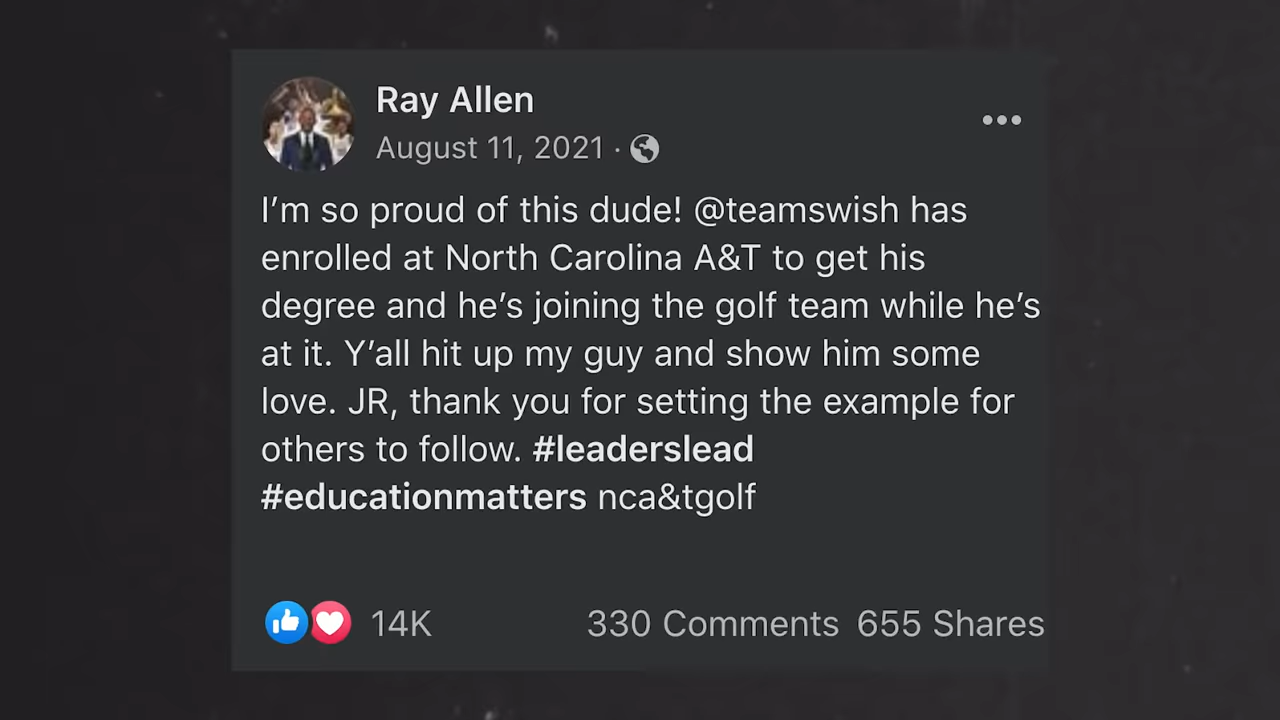 Ray Allen
August 11, 2021 ·
I’m so proud of this dude! @teamswish has
enrolled at North Carolina A&T to get his
degree and he’s joining the golf team while he’s
at it. Y’all hit up my guy and show him some
love. JR, thank you for setting the example for
others to follow. #leaderslead
#educationmatters nca&tgolf
14K 330 Comments 655 Shares